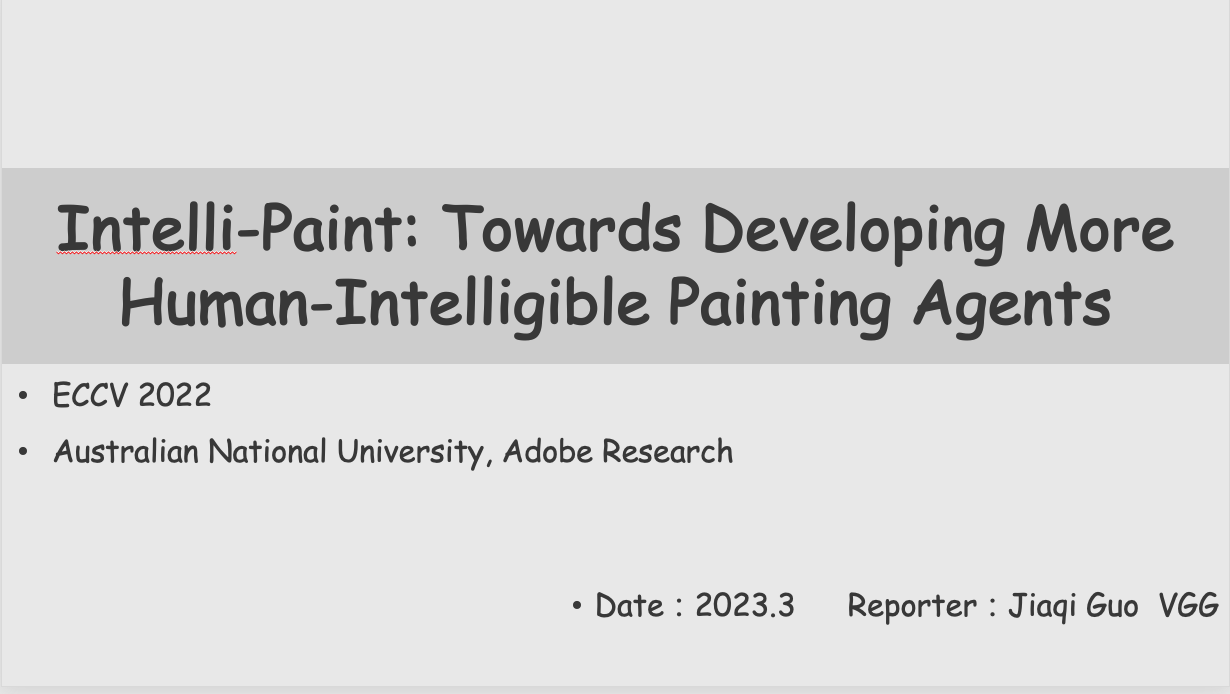 Intelli-Paint: Towards Developing More
Human-Intelligible Painting Agents
• ECCV 2022
• Australian National University, Adobe Research
• Date：2023.3 Reporter：Jiaqi Guo VGG